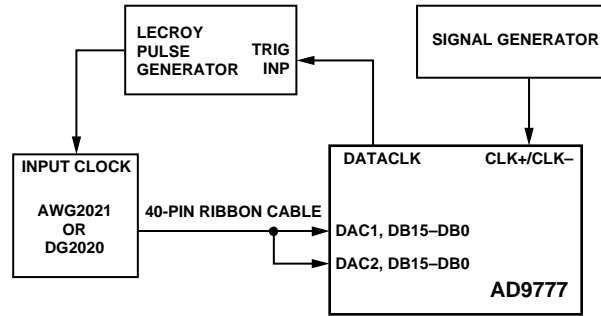 LECROY
PULSE
GENERATOR
TRIG
INP
SIGNAL GENERATOR
INPUT CLOCK
AWG2021
OR
DG2020
40-PIN RIBBON CABLE
DATACLK
CLK+/CLK–
DAC1, DB15–DB0
DAC2, DB15–DB0
AD9777